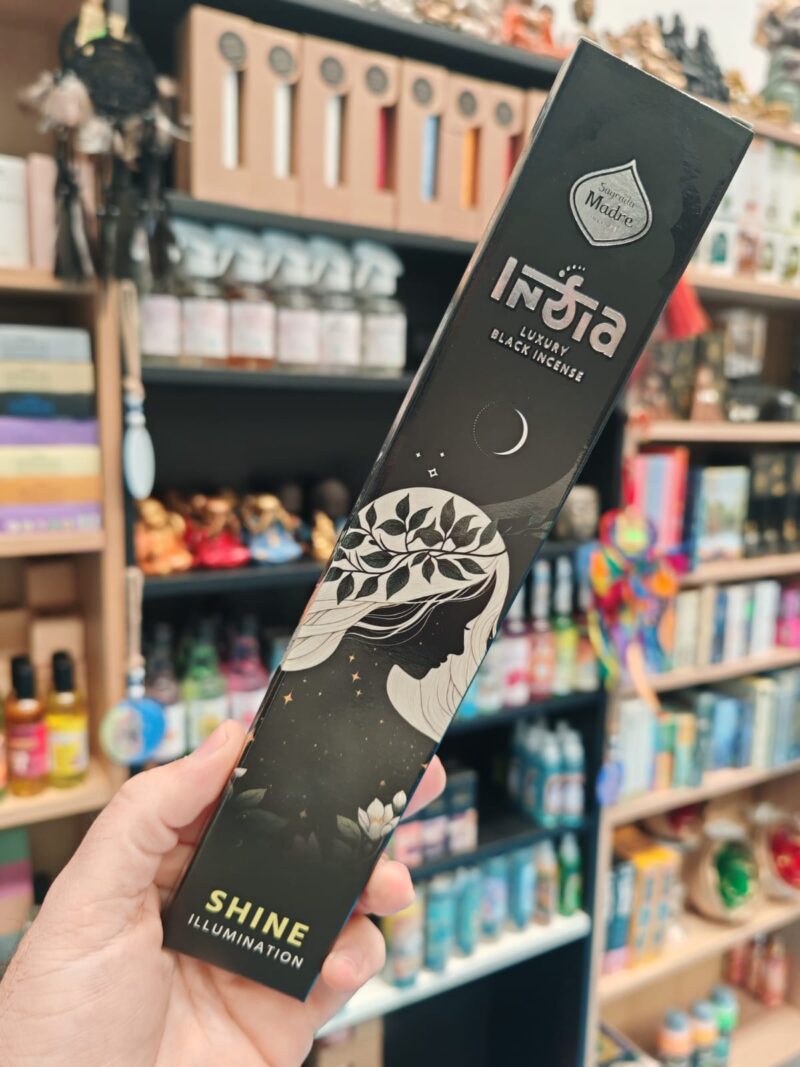 Sagrada
Madre
India
LUXURY
BLACK INCENSE
SHINE
ILLUMINATION